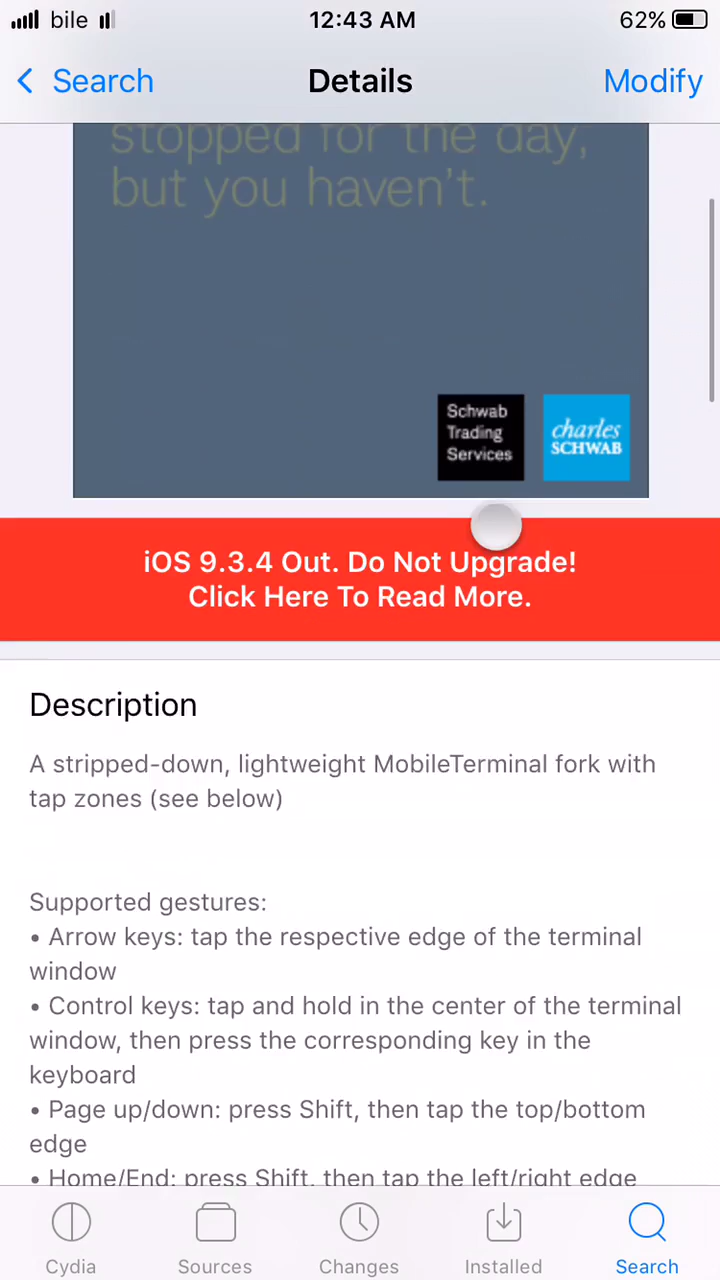 bile 12:43 AM 62%
Search Details Modify
stopped for the day,
but you haven't.
Schwab
Trading
Services
charles
SCHWAB
iOS 9.3.4 Out. Do Not Upgrade!
Click Here To Read More.
Description
A stripped-down, lightweight MobileTerminal fork with
tap zones (see below)
Supported gestures:
• Arrow keys: tap the respective edge of the terminal
window
• Control keys: tap and hold in the center of the terminal
window, then press the corresponding key in the
keyboard
• Page up/down: press Shift, then tap the top/bottom
edge
• Home/End: press Shift, then tap the left/right edge
Cydia Sources Changes Installed Search